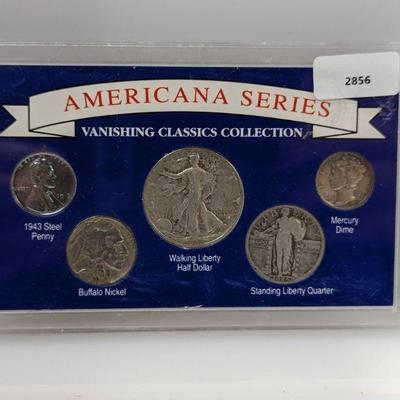 2856
AMERICANA SERIES
VANISHING CLASSICS COLLECTION
1943 Steel
Penny
Buffalo Nickel
Walking Liberty
Half Dollar
Standing Liberty Quarter
Mercury
Dime